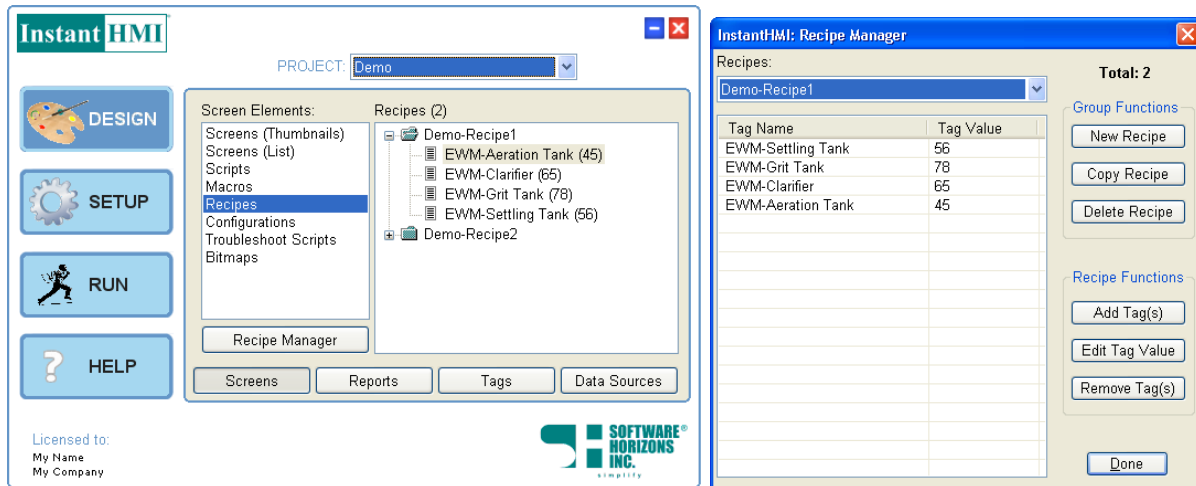 Instant HMI
PROJECT: Demo
DESIGN
SETUP
RUN
HELP
Screen Elements:
Screens (Thumbnails)
Screens (List)
Scripts
Macros
Recipes
Configurations
Troubleshoot Scripts
Bitmaps
Recipe Manager
Recipes (2)
Demo-Recipe1
EWM-Aeration Tank (45)
EWM-Clarifier (65)
EWM-Grit Tank (78)
EWM-Settling Tank (56)
Demo-Recipe2
Screens
Reports
Tags
Data Sources
Licensed to:
My Name
My Company
SOFTWARE®
HORIZONS
INC.
simplify
InstantHMI: Recipe Manager
Recipes:
Demo-Recipe1
Tag Name Tag Value
EWM-Settling Tank 56
EWM-Grit Tank 78
EWM-Clarifier 65
EWM-Aeration Tank 45
Total: 2
Group Functions
New Recipe
Copy Recipe
Delete Recipe
Recipe Functions
Add Tag(s)
Edit Tag Value
Remove Tag(s)
Done